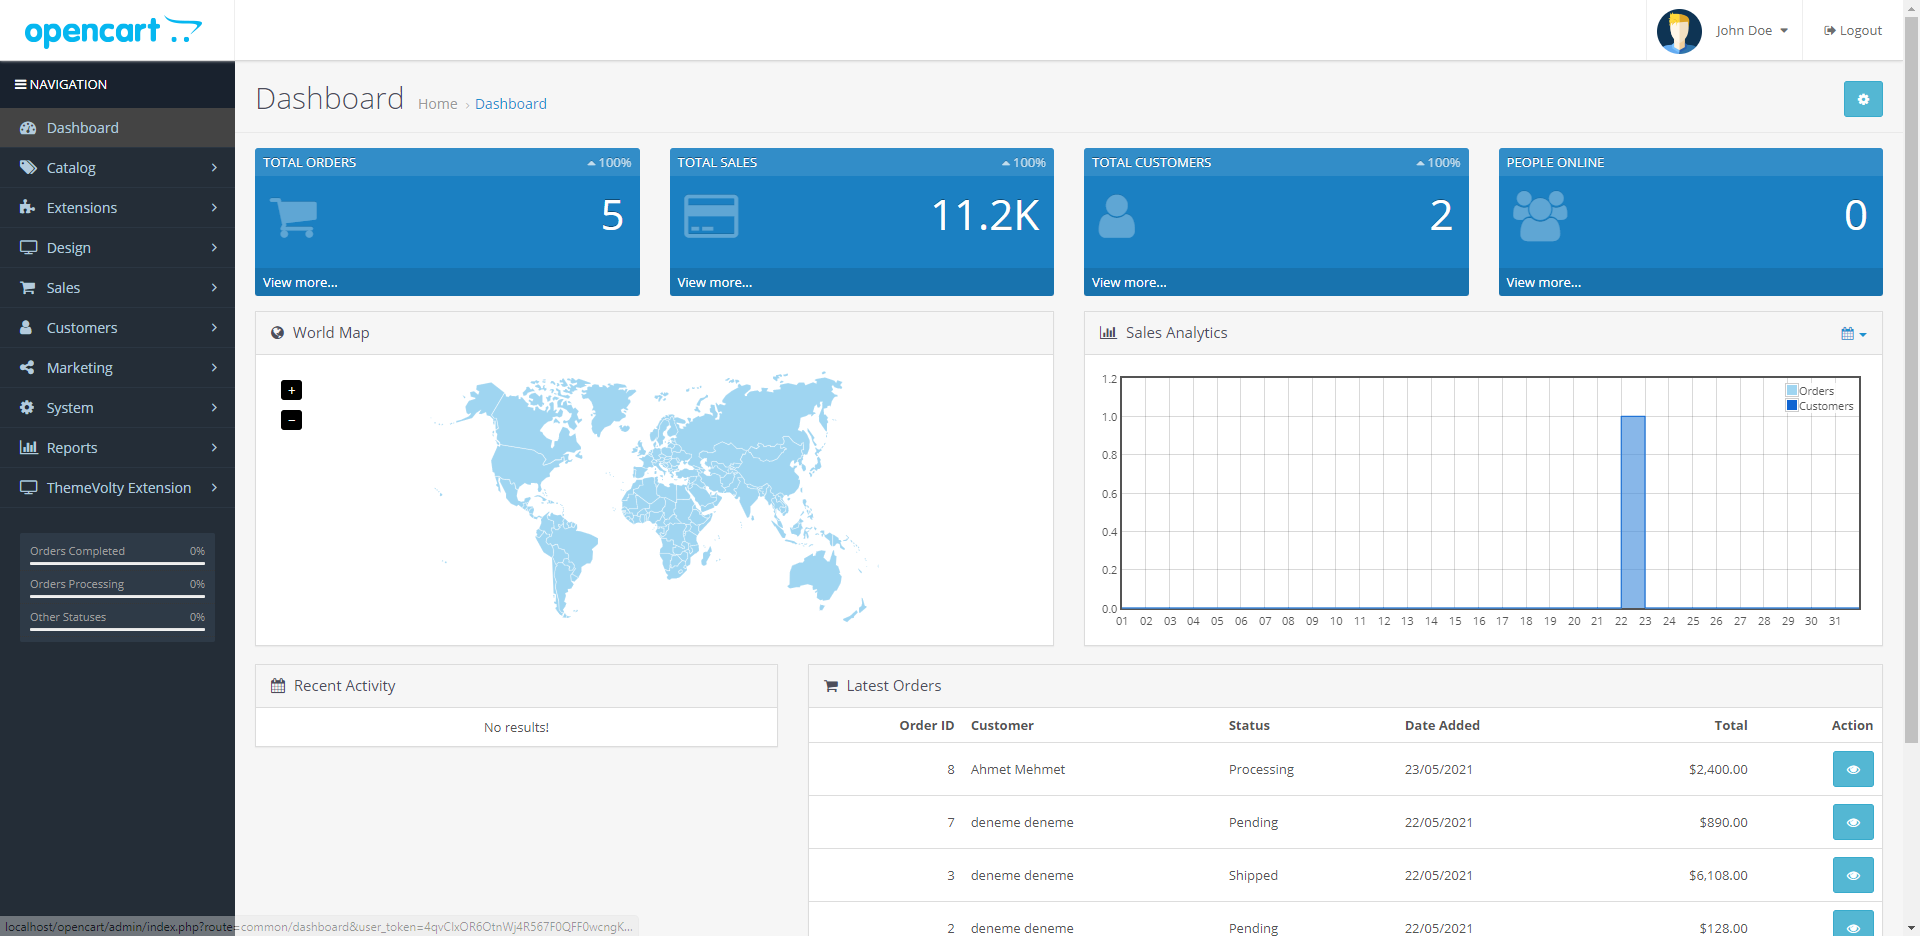 opencart
John Doe
Logout
NAVIGATION
Dashboard
Catalog
Extensions
Design
Sales
Customers
Marketing
System
Reports
ThemeVolty Extension
Orders Completed 0%
Orders Processing 0%
Other Statuses 0%
Dashboard Home › Dashboard
TOTAL ORDERS 100%
5
View more...
TOTAL SALES 100%
11.2K
View more...
TOTAL CUSTOMERS 100%
2
View more...
PEOPLE ONLINE
0
View more...
World Map
+
−
Sales Analytics
Orders
Customers
1.2
1.0
0.8
0.6
0.4
0.2
0.0
01 02 03 04 05 06 07 08 09 10 11 12 13 14 15 16 17 18 19 20 21 22 23 24 25 26 27 28 29 30 31
Recent Activity
No results!
Latest Orders
Order ID Customer Status Date Added Total Action
8 Ahmet Mehmet Processing 23/05/2021 $2,400.00
7 deneme deneme Pending 22/05/2021 $890.00
3 deneme deneme Shipped 22/05/2021 $6,108.00
2 deneme deneme Pending 22/05/2021 $128.00
localhost/opencart/admin/index.php?route=common/dashboard&user_token=4qvClxOR6OtnWj4R567F0QFF0wcngK...